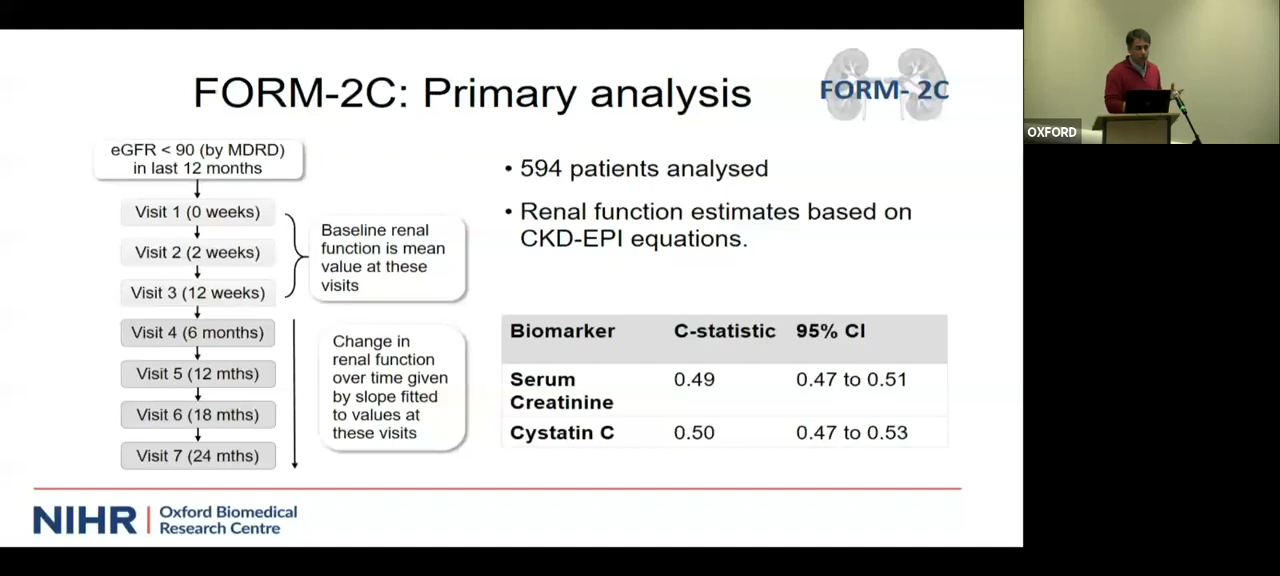 FORM-2C: Primary analysis
FORM- 2C
OXFORD
eGFR < 90 (by MDRD)
in last 12 months
Visit 1 (0 weeks)
Visit 2 (2 weeks)
Visit 3 (12 weeks)
Visit 4 (6 months)
Visit 5 (12 mths)
Visit 6 (18 mths)
Visit 7 (24 mths)
Baseline renal
function is mean
value at these
visits
Change in
renal function
over time given
by slope fitted
to values at
these visits
• 594 patients analysed
• Renal function estimates based on
CKD-EPI equations.
Biomarker C-statistic 95% CI
Serum
Creatinine 0.49 0.47 to 0.51
Cystatin C 0.50 0.47 to 0.53
NIHR | Oxford Biomedical
Research Centre